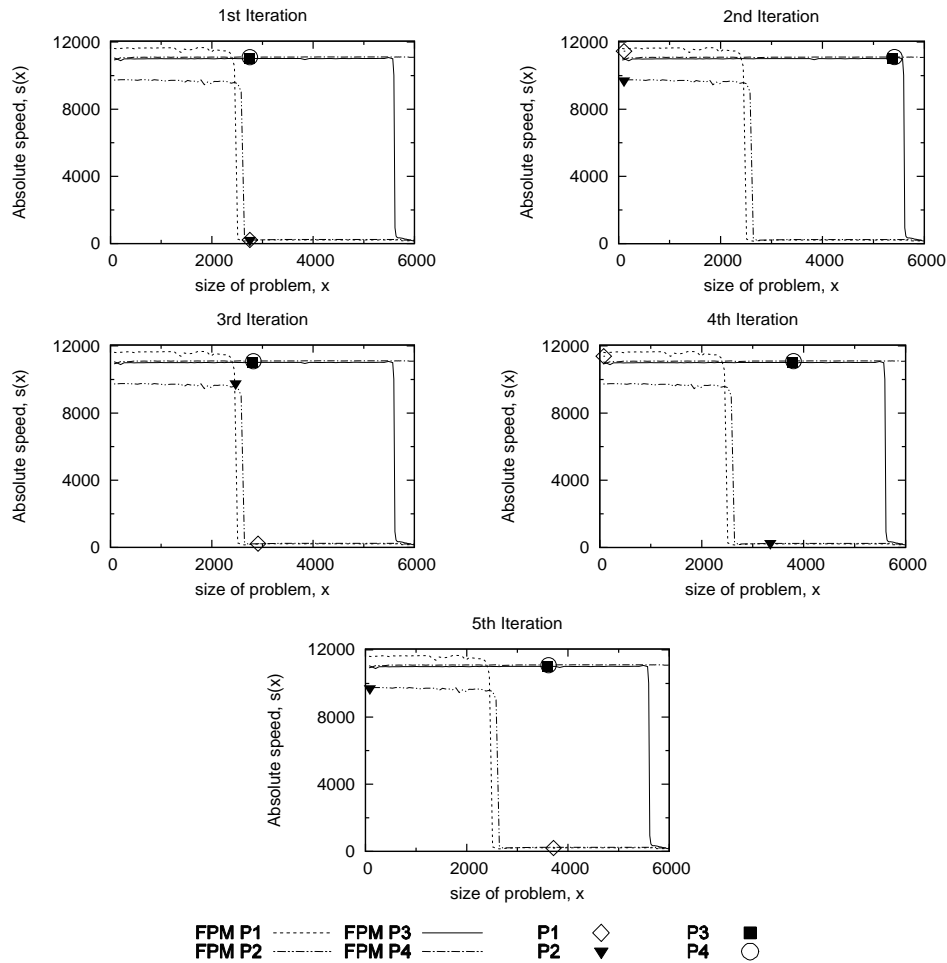 1st Iteration
12000
8000
4000
0
Absolute speed, s(x)
0 2000 4000 6000
size of problem, x
2nd Iteration
12000
8000
4000
0
Absolute speed, s(x)
0 2000 4000 6000
size of problem, x
3rd Iteration
12000
8000
4000
0
Absolute speed, s(x)
0 2000 4000 6000
size of problem, x
4th Iteration
12000
8000
4000
0
Absolute speed, s(x)
0 2000 4000 6000
size of problem, x
5th Iteration
12000
8000
4000
0
Absolute speed, s(x)
0 2000 4000 6000
size of problem, x
FPM P1 FPM P3 P1 P3
FPM P2 FPM P4 P2 P4